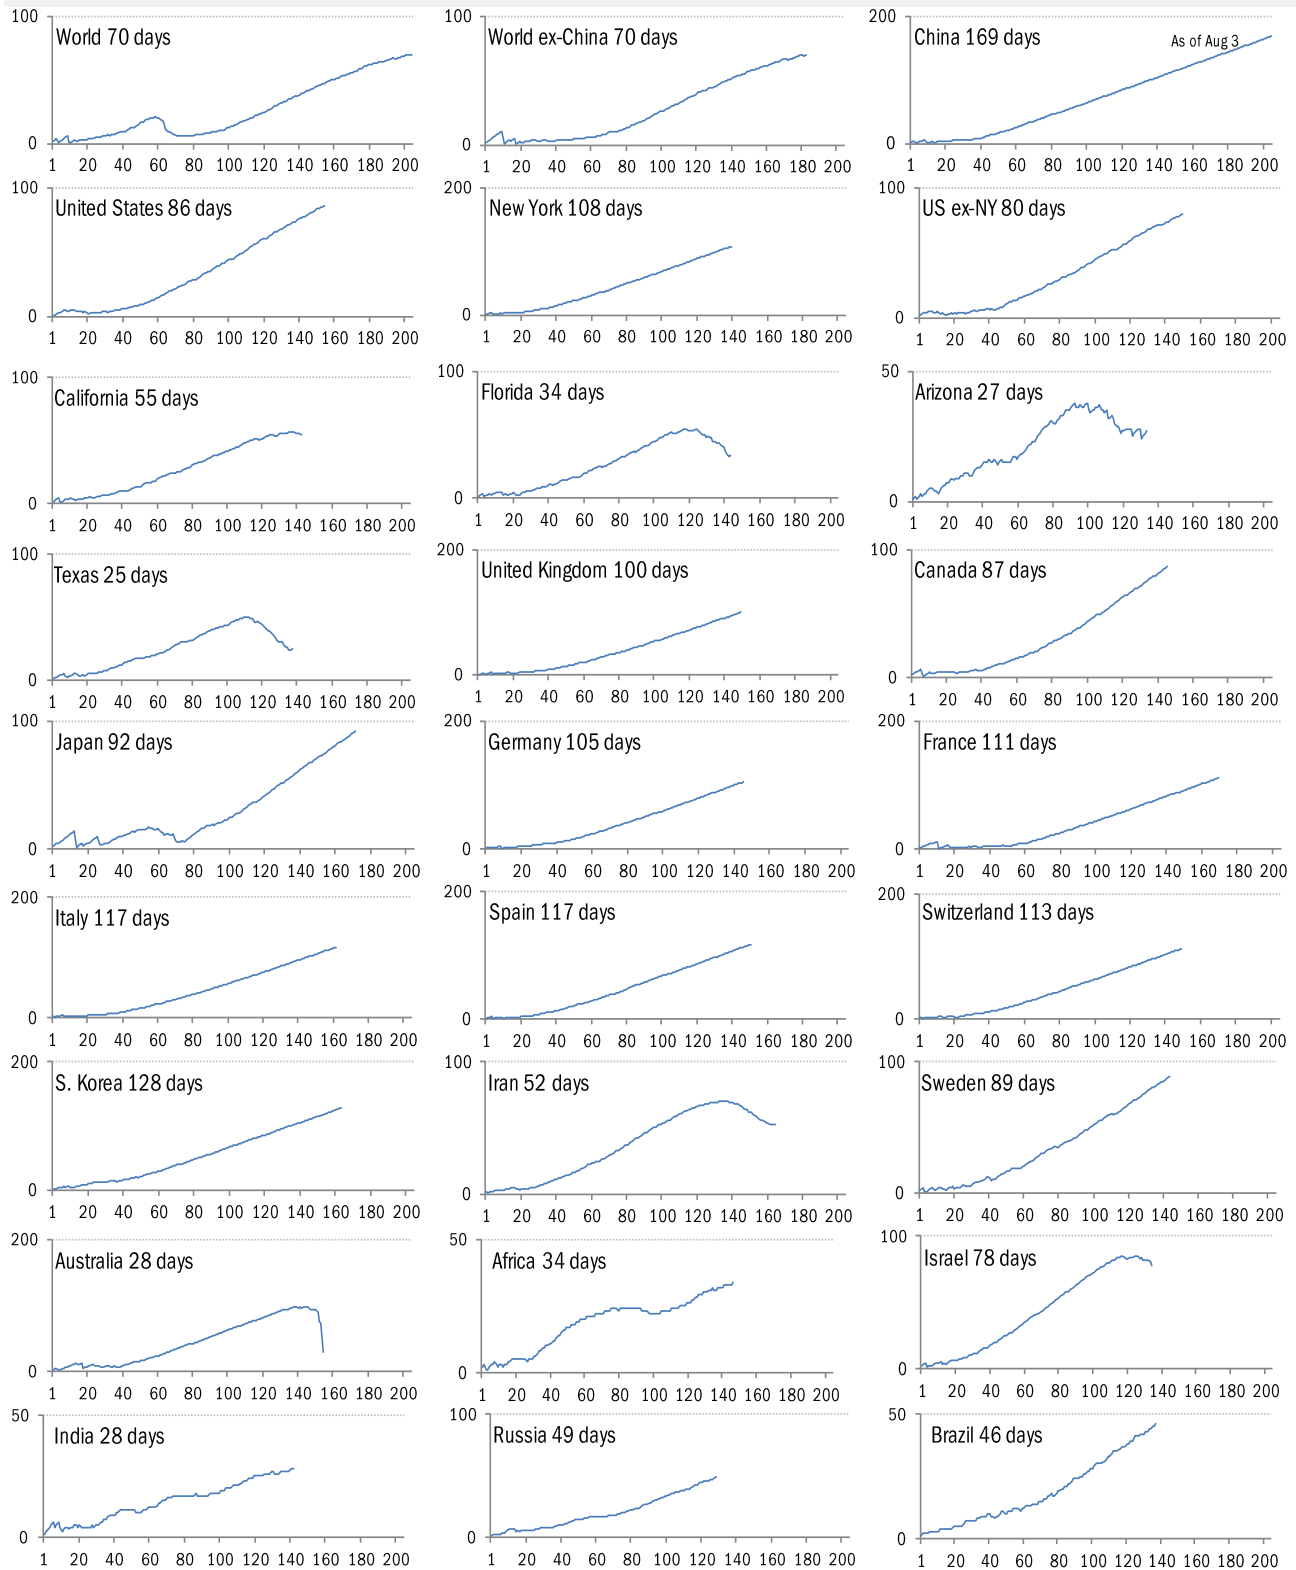 100
World 70 days
0
1 20 40 60 80 100 120 140 160 180 200
100
World ex-China 70 days
0
1 20 40 60 80 100 120 140 160 180 200
200
China 169 days
As of Aug 3
0
1 20 40 60 80 100 120 140 160 180 200
100
United States 86 days
0
1 20 40 60 80 100 120 140 160 180 200
200
New York 108 days
0
1 20 40 60 80 100 120 140 160 180 200
100
US ex-NY 80 days
0
1 20 40 60 80 100 120 140 160 180 200
100
California 55 days
0
1 20 40 60 80 100 120 140 160 180 200
100
Florida 34 days
0
1 20 40 60 80 100 120 140 160 180 200
50
Arizona 27 days
0
1 20 40 60 80 100 120 140 160 180 200
100
Texas 25 days
0
1 20 40 60 80 100 120 140 160 180 200
200
United Kingdom 100 days
0
1 20 40 60 80 100 120 140 160 180 200
100
Canada 87 days
0
1 20 40 60 80 100 120 140 160 180 200
100
Japan 92 days
0
1 20 40 60 80 100 120 140 160 180 200
200
Germany 105 days
0
1 20 40 60 80 100 120 140 160 180 200
200
France 111 days
0
1 20 40 60 80 100 120 140 160 180 200
200
Italy 117 days
0
1 20 40 60 80 100 120 140 160 180 200
200
Spain 117 days
0
1 20 40 60 80 100 120 140 160 180 200
200
Switzerland 113 days
0
1 20 40 60 80 100 120 140 160 180 200
200
S. Korea 128 days
0
1 20 40 60 80 100 120 140 160 180 200
100
Iran 52 days
0
1 20 40 60 80 100 120 140 160 180 200
100
Sweden 89 days
0
1 20 40 60 80 100 120 140 160 180 200
200
Australia 28 days
0
1 20 40 60 80 100 120 140 160 180 200
50
Africa 34 days
0
1 20 40 60 80 100 120 140 160 180 200
100
Israel 78 days
0
1 20 40 60 80 100 120 140 160 180 200
50
India 28 days
0
1 20 40 60 80 100 120 140 160 180 200
100
Russia 49 days
0
1 20 40 60 80 100 120 140 160 180 200
50
Brazil 46 days
0
1 20 40 60 80 100 120 140 160 180 200